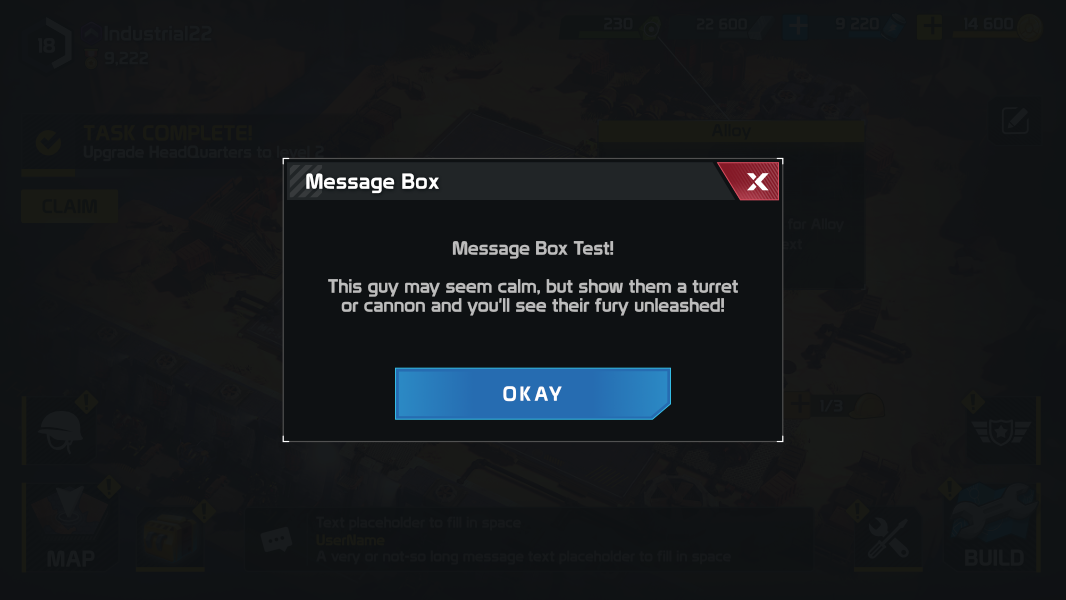 18
Industrial22
9,222
230
22 600
9 220
14 600
TASK COMPLETE!
Upgrade HeadQuarters to level 2
CLAIM
Alloy
for Alloy
Message Box
X
Message Box Test!
This guy may seem calm, but show them a turret
or cannon and you'll see their fury unleashed!
OKAY
1/3
MAP
Text placeholder to fill in space
UserName
A very or not-so long message text placeholder to fill in space
BUILD